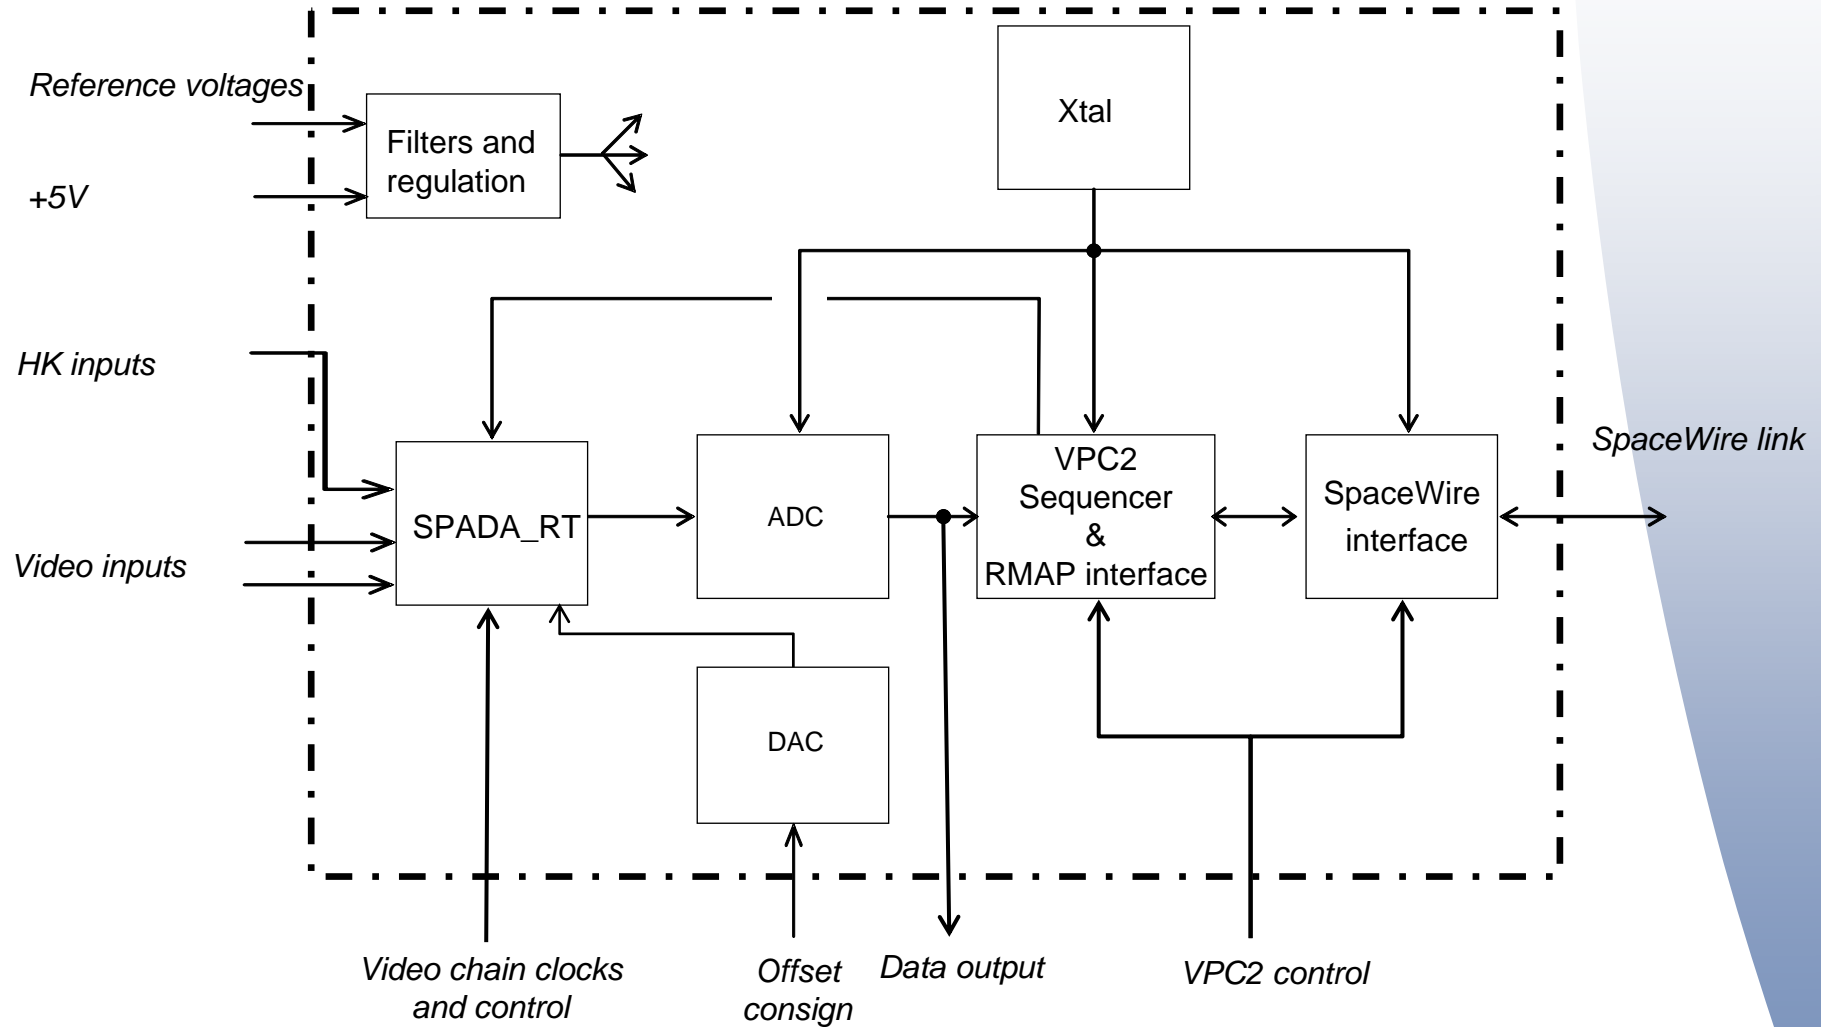 Reference voltages
Xtal
Filters and
regulation
+5V
HK inputs
SpaceWire link
VPC2
Sequencer
&
RMAP interface
SpaceWire
interface
ADC
SPADA_RT
Video inputs
DAC
Video chain clocks
and control
Offset
consign
Data output
VPC2 control